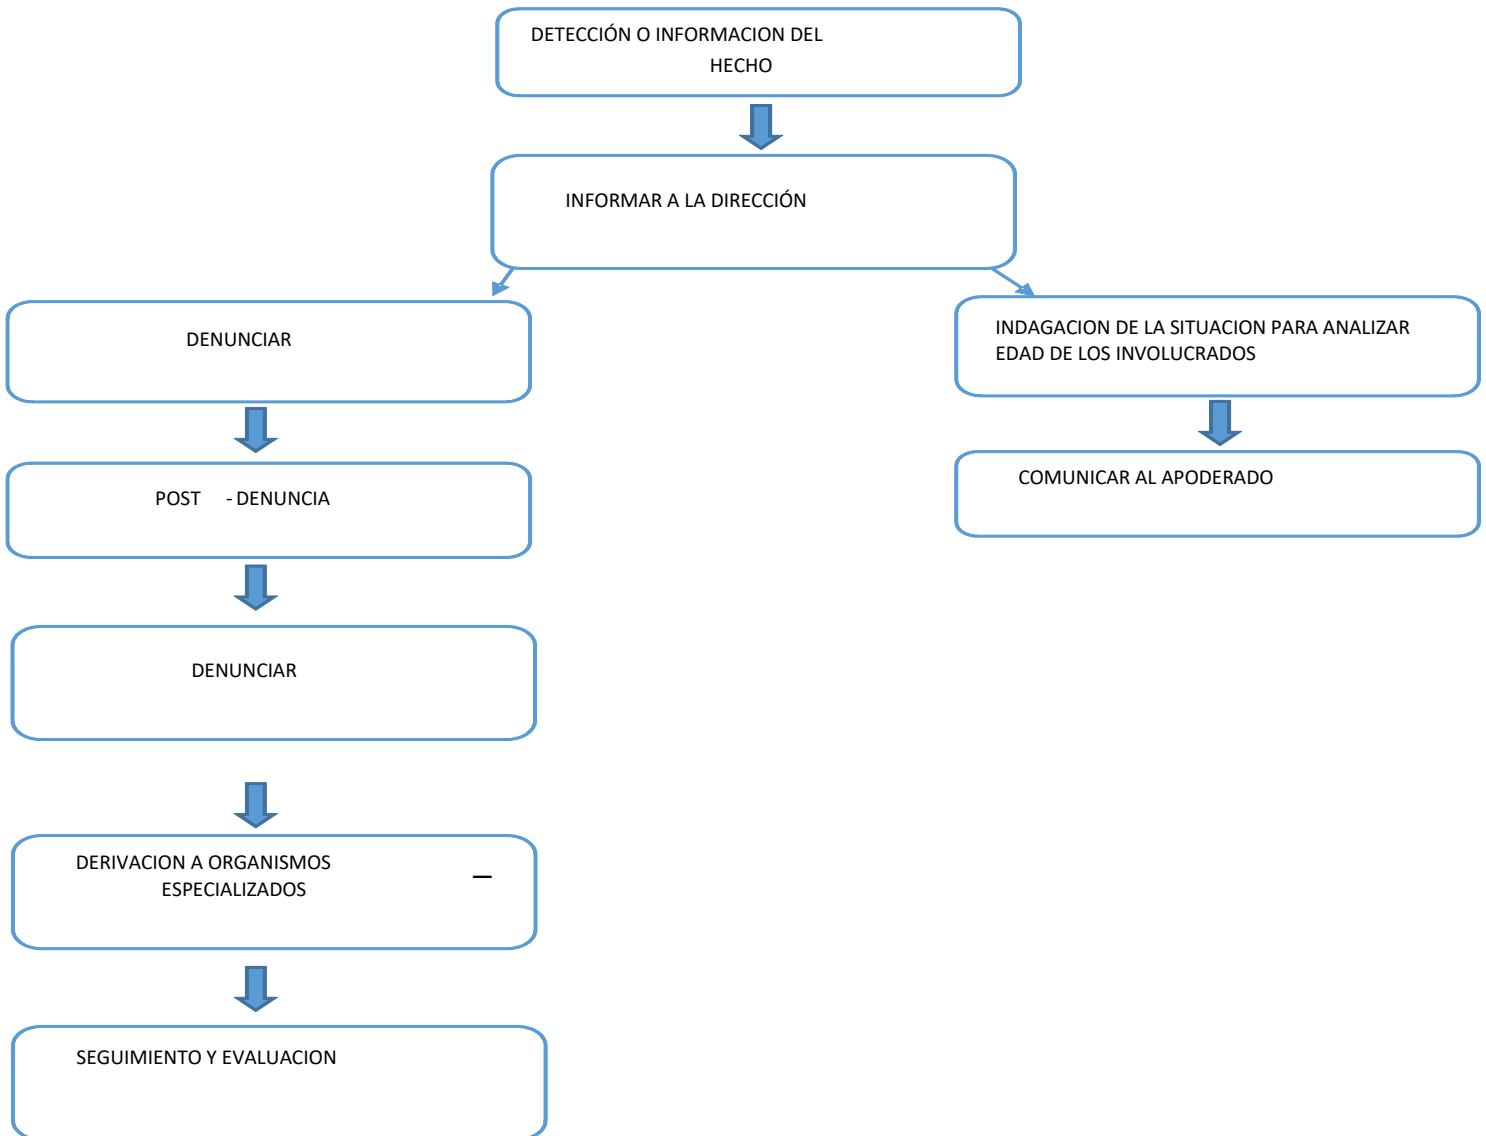 DETECCIÓN O INFORMACION DEL
HECHO
INFORMAR A LA DIRECCIÓN
DENUNCIAR
INDAGACION DE LA SITUACION PARA ANALIZAR
EDAD DE LOS INVOLUCRADOS
POST - DENUNCIA
COMUNICAR AL APODERADO
DENUNCIAR
DERIVACION A ORGANISMOS
ESPECIALIZADOS
SEGUIMIENTO Y EVALUACION